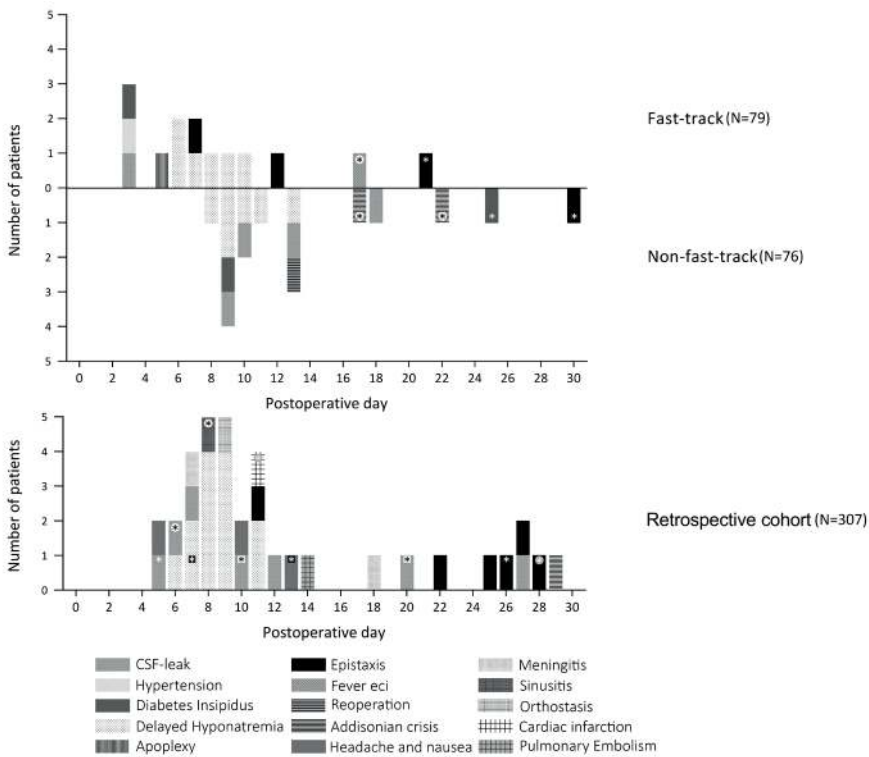 5
4
3
2
1
0
1
2
3
4
5
Number of patients
Number of patients
Fast-track (N=79)
Non-fast-track (N=76)
0 2 4 6 8 10 12 14 16 18 20 22 24 26 28 30
Postoperative day
5
4
3
2
1
0
Number of patients
Retrospective cohort (N=307)
0 2 4 6 8 10 12 14 16 18 20 22 24 26 28 30
Postoperative day
CSF-leak Epistaxis Meningitis
Hypertension Fever eci Sinusitis
Diabetes Insipidus Reoperation Orthostasis
Delayed Hyponatremia Addisonian crisis Cardiac infarction
Apoplexy Headache and nausea Pulmonary Embolism